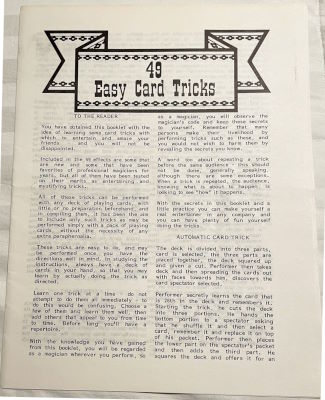 49
Easy Card Tricks
TO THE READER
You have obtained this booklet with the
idea of learning some card tricks with
which to entertain and amaze your
friends and you will not be
disappointed.
Included in the 49 effects are some that
are new and some that have been
favorites of professional magicians for
years, but all of them have been tested
on their merits as entertaining and
mystifying tricks.
All of these tricks can be performed
with any deck of playing cards, with
little or no preparation beforehand, and
in compiling them, it has been the aim
to include only such tricks as may be
performed simply with a pack of playing
cards, without the necessity of any
extra paraphernalia.
These tricks are easy to do, and may
be performed once you have the
directions well in mind. In studying the
instructions, always have a deck of
cards in your hand, so that you may
learn by actually doing the trick as
directed.
Learn one trick at a time - do not
attempt to do them all immediately - to
do this would be confusing. Choose a
few of them and learn them well, then
add others that appeal to you from time
to time. Before long you'll have a
repertoire.
With the knowledge you have gained
from this booklet, you will be regarded
as a magician wherever you perform, so
as a magician, you will observe the
magician's code and keep these secrets
to yourself. Remember that many
persons make their livelihood by
performing tricks such as these, and
you would not wish to harm them by
revealing the secrets you know.
A word too about repeating a trick
before the same audience - this should
not be done, generally speaking,
although there are some exceptions.
When a trick is repeated, the audience,
knowing what is about to happen, is
looking to see "how" it happens.
With the secrets in this booklet and a
little practice you can make yourself a
real entertainer in any company and
you can have plenty of fun yourself
doing the tricks.
AUTOMATIC CARD TRICK
The deck is divided into three parts,
a card is selected, the three parts are
placed together, the deck squared up
and given a cut. Performer then takes
deck and then spreading the cards out
with faces towards him, discovers the
card spectator selected.
Performer secretly learns the card that
is 26th in the deck and remembers it.
Starting the trick, he cuts the deck
into three portions. He hands the
bottom portion to a spectator asking
that he shuffle it and then select a
card, remember it and replace it on top
of his packet. Performer then places
the lower part on the spectator's packet
and then adds the third part. He
squares the deck and offers it for an